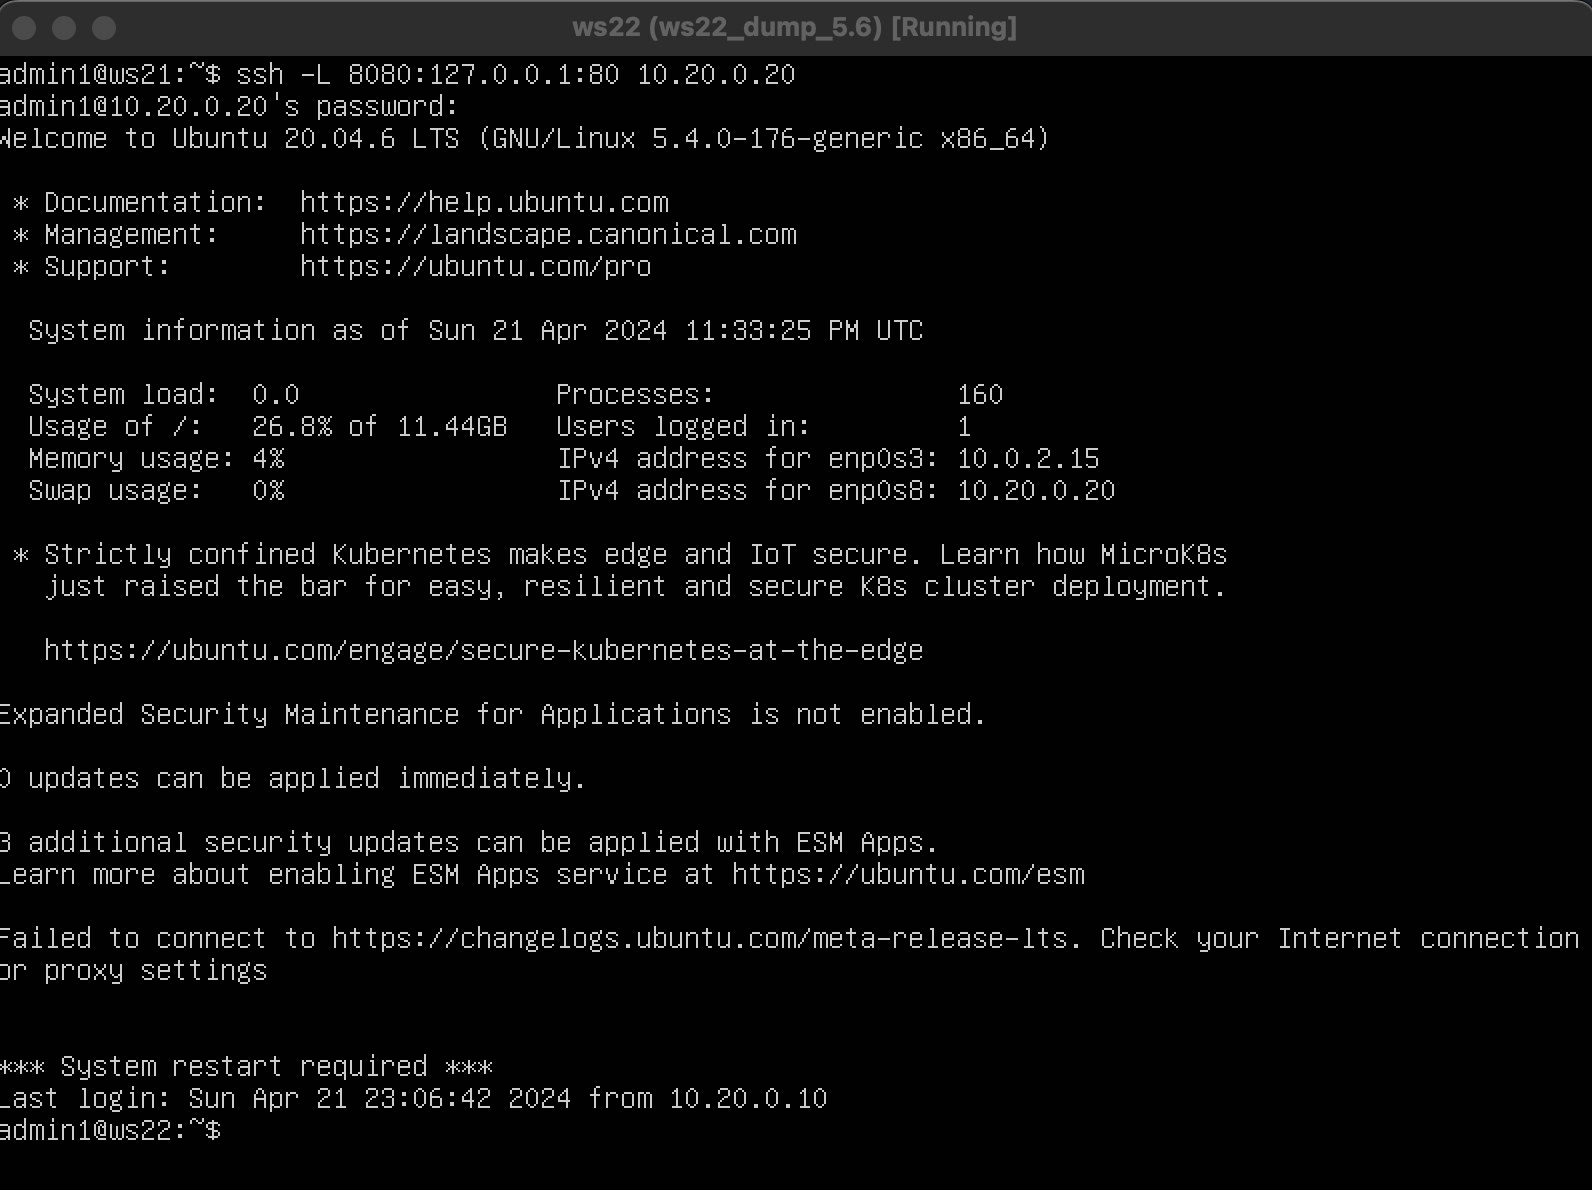 ws22 (ws22_dump_5.6) [Running]
admin1@ws21:~$ ssh -L 8080:127.0.0.1:80 10.20.0.20
admin1@10.20.0.20's password:
Welcome to Ubuntu 20.04.6 LTS (GNU/Linux 5.4.0-176-generic x86_64)
* Documentation:  https://help.ubuntu.com
* Management:     https://landscape.canonical.com
* Support:        https://ubuntu.com/pro
System information as of Sun 21 Apr 2024 11:33:25 PM UTC
System load:  0.0                Processes:               160
Usage of /:   26.8% of 11.44GB   Users logged in:         1
Memory usage: 4%                 IPv4 address for enp0s3: 10.0.2.15
Swap usage:   0%                 IPv4 address for enp0s8: 10.20.0.20
* Strictly confined Kubernetes makes edge and IoT secure. Learn how MicroK8s
just raised the bar for easy, resilient and secure K8s cluster deployment.
https://ubuntu.com/engage/secure-kubernetes-at-the-edge
Expanded Security Maintenance for Applications is not enabled.
0 updates can be applied immediately.
3 additional security updates can be applied with ESM Apps.
Learn more about enabling ESM Apps service at https://ubuntu.com/esm
Failed to connect to https://changelogs.ubuntu.com/meta-release-lts. Check your Internet connection
or proxy settings
*** System restart required ***
Last login: Sun Apr 21 23:06:42 2024 from 10.20.0.10
admin1@ws22:~$